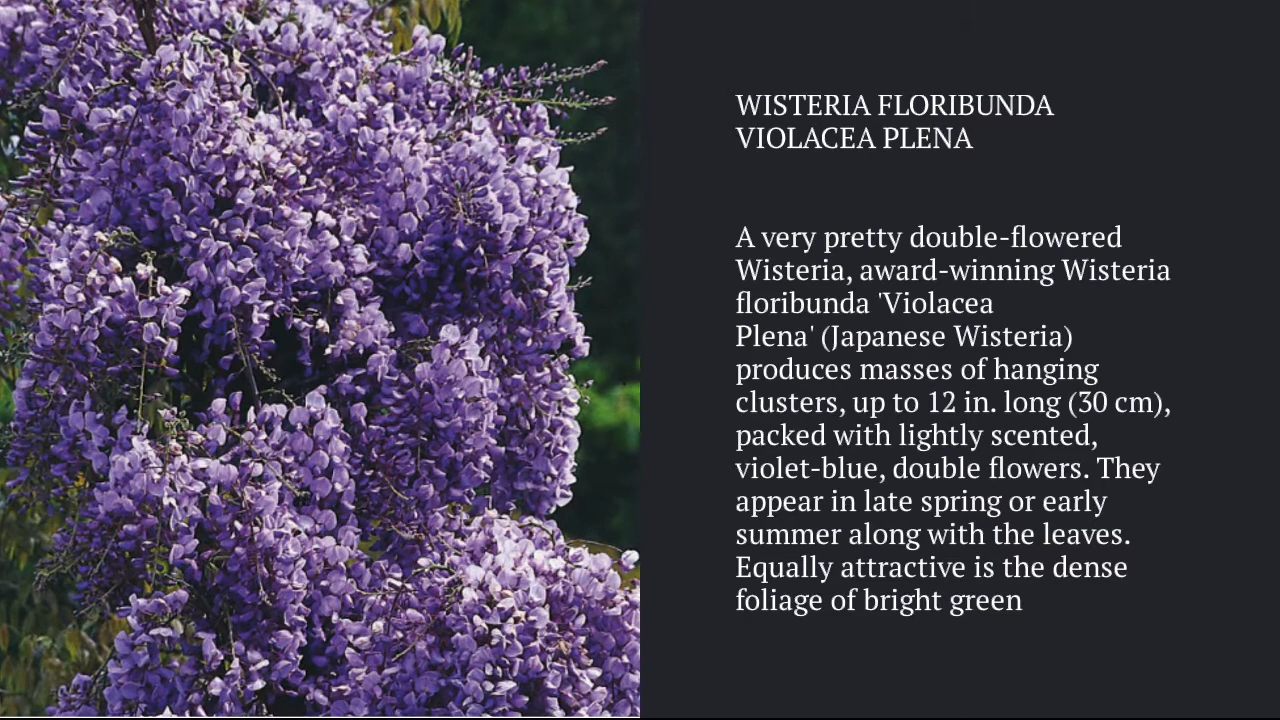 WISTERIA FLORIBUNDA
VIOLACEA PLENA
A very pretty double-flowered
Wisteria, award-winning Wisteria
floribunda 'Violacea
Plena' (Japanese Wisteria)
produces masses of hanging
clusters, up to 12 in. long (30 cm),
packed with lightly scented,
violet-blue, double flowers. They
appear in late spring or early
summer along with the leaves.
Equally attractive is the dense
foliage of bright green